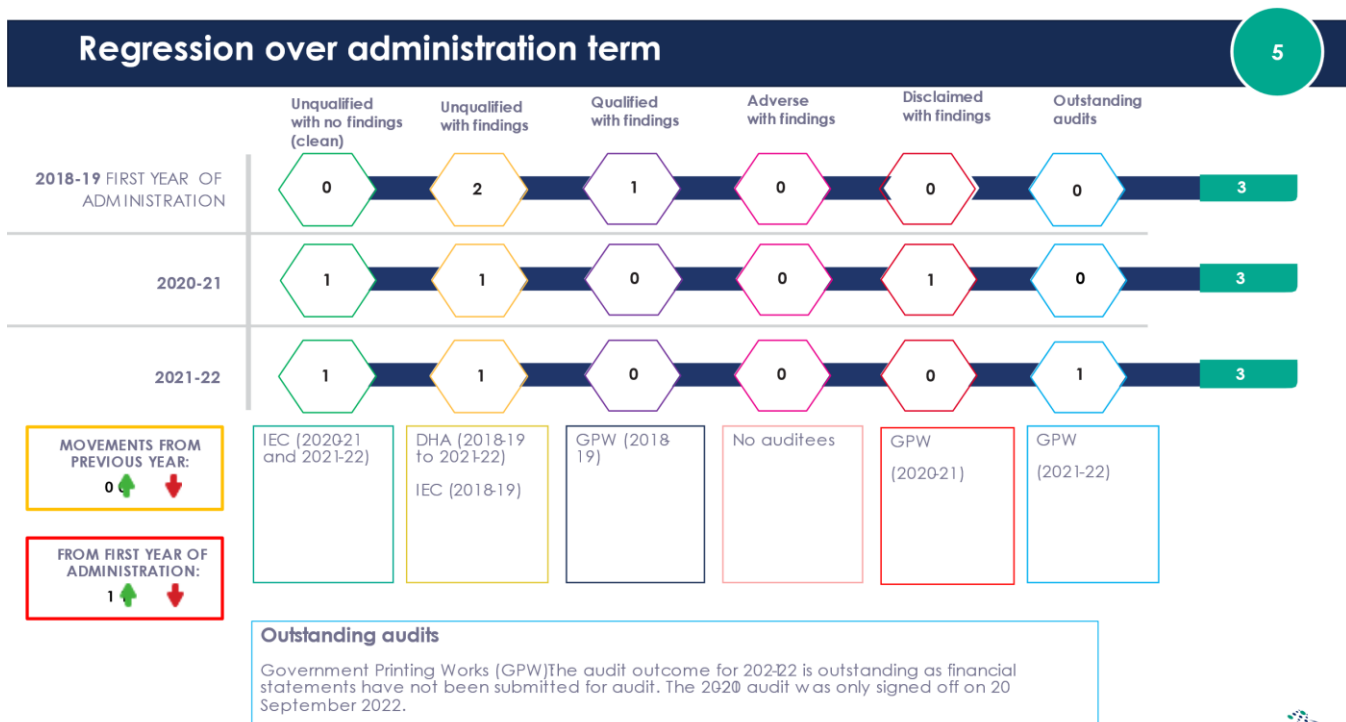 Regression over administration term
5
Unqualified
with no findings
(clean)
Unqualified
with findings
Qualified
with findings
Adverse
with findings
Disclaimed
with findings
Outstanding
audits
2018-19 FIRST YEAR OF
ADMINISTRATION
0
2
1
0
0
0
3
2020-21
1
1
0
0
1
0
3
2021-22
1
1
0
0
0
1
3
MOVEMENTS FROM
PREVIOUS YEAR:
0
FROM FIRST YEAR OF
ADMINISTRATION:
1
IEC (2020-21
and 2021-22)
DHA (2018-19
to 2021-22)
IEC (2018-19)
GPW (2018-
19)
No auditees
GPW
(2020-21)
GPW
(2021-22)
Outstanding audits
Government Printing Works (GPW)The audit outcome for is outstanding as financial
statements have not been submitted for audit. The audit was only signed off on 20
September 2022.